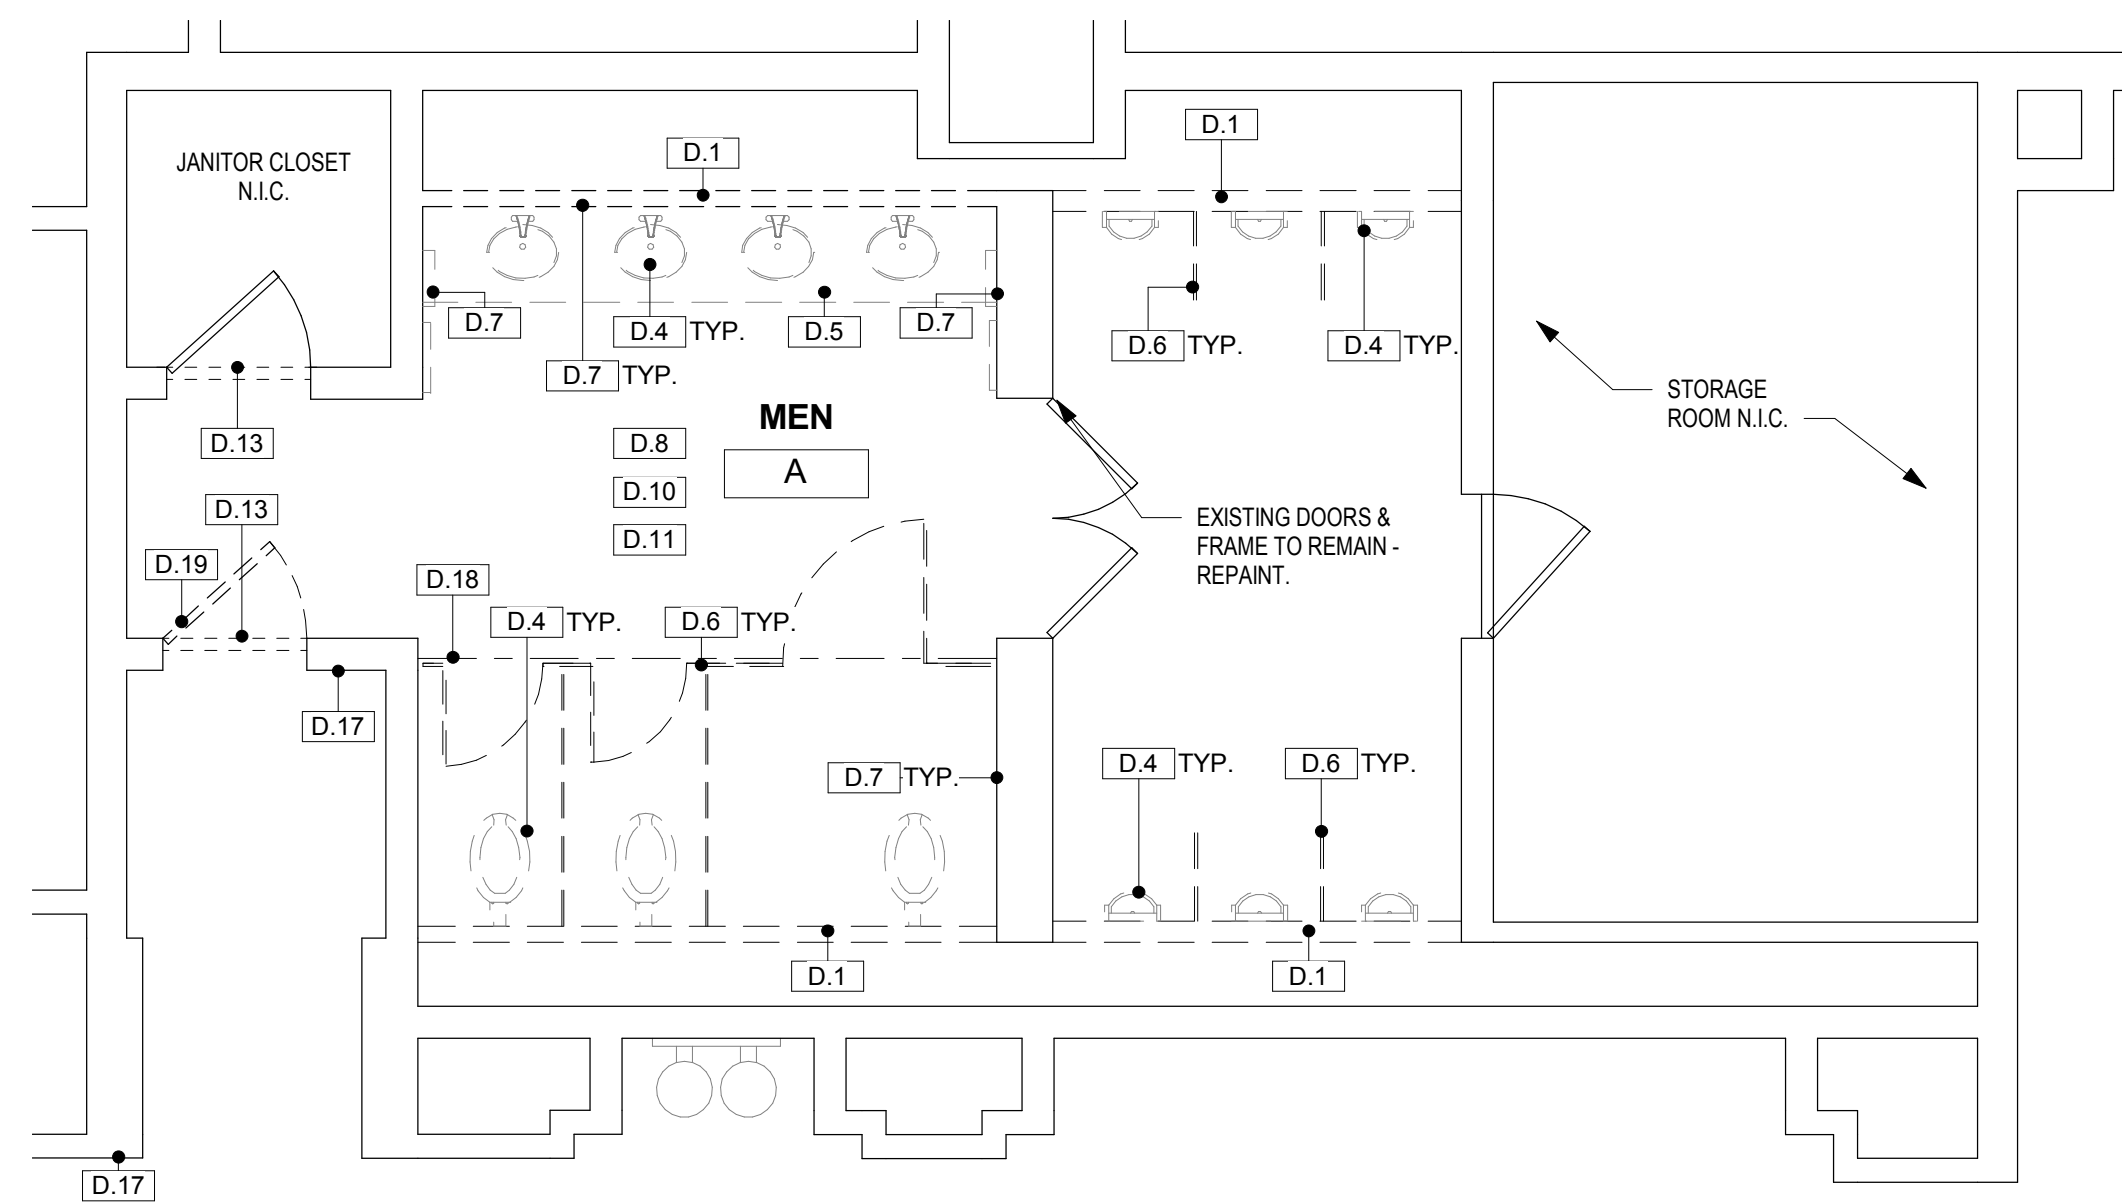 D.1
D.1
JANITOR CLOSET
N.I.C.
D.7
D.4 TYP.
D.5
D.7
D.6 TYP.
D.4 TYP.
D.7 TYP.
STORAGE
ROOM N.I.C.
MEN
A
D.13
D.8
D.10
D.11
D.13
EXISTING DOORS &
FRAME TO REMAIN -
REPAINT.
D.19
D.18
D.4 TYP.
D.6 TYP.
D.17
D.7 TYP.
D.4 TYP.
D.6 TYP.
D.1
D.1
D.17